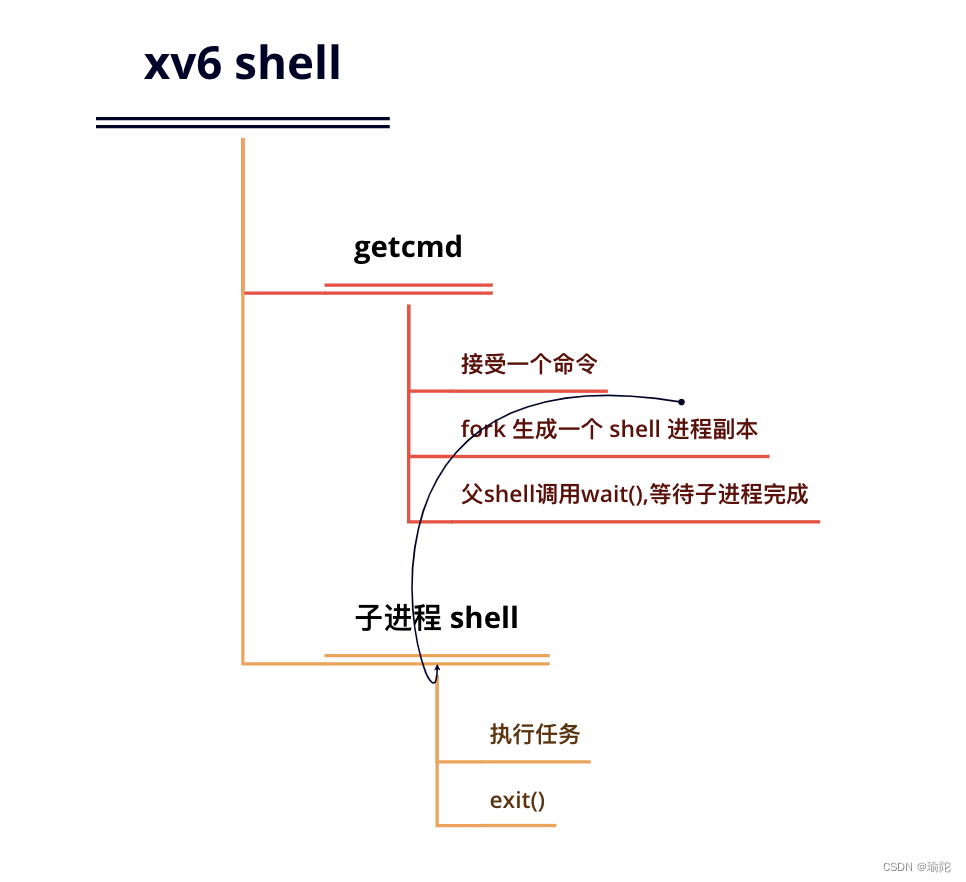 xv6 shell
getcmd
接受一个命令
fork 生成一个 shell 进程副本
父shell调用wait(),等待子进程完成
子进程 shell
执行任务
exit()
CSDN @瑜陀